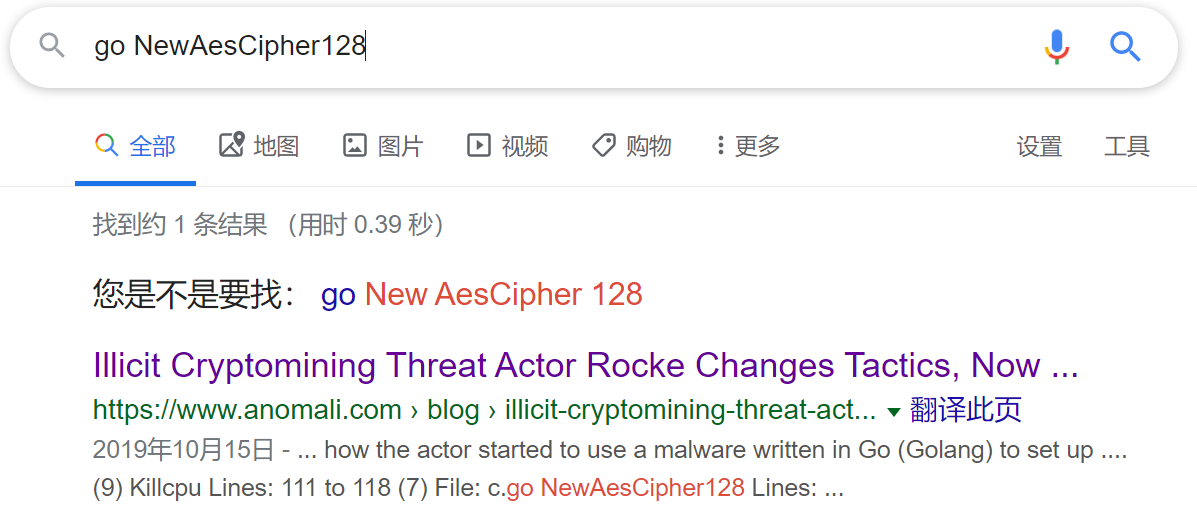 go NewAesCipher128
全部 地图 图片 视频 购物 更多 设置 工具
找到约 1 条结果 （用时 0.39 秒）
您是不是要找： go New AesCipher 128
Illicit Cryptomining Threat Actor Rocke Changes Tactics, Now ...
https://www.anomali.com › blog › illicit-cryptomining-threat-act... 翻译此页
2019年10月15日 - ... how the actor started to use a malware written in Go (Golang) to set up ....
(9) Killcpu Lines: 111 to 118 (7) File: c.go NewAesCipher128 Lines: ...